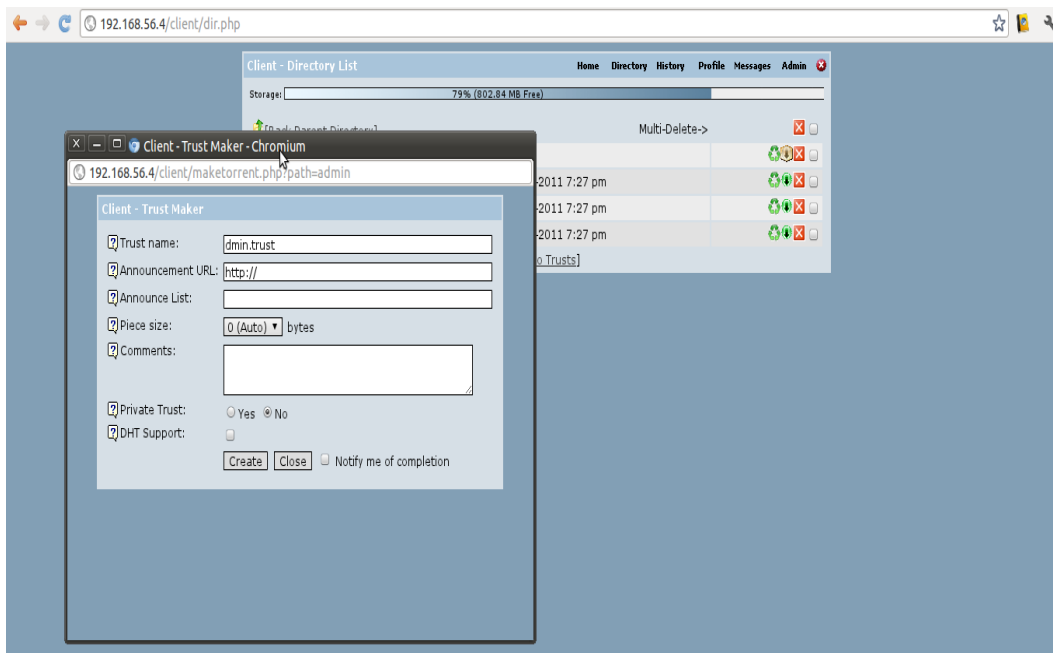 192.168.56.4/client/dir.php
Client - Directory List
Home Directory History Profile Messages Admin
Storage: 79% (802.84 MB Free)
[Back Parent Directory] Multi-Delete->
Client - Trust Maker - Chromium
192.168.56.4/client/maketorrent.php?path=admin
-2011 7:27 pm
Client - Trust Maker
-2011 7:27 pm
Trust name: dmin.trust
-2011 7:27 pm
o Trusts]
Announcement URL: http://
Announce List:
Piece size: 0 (Auto) bytes
Comments:
Private Trust: Yes No
DHT Support:
Create Close Notify me of completion